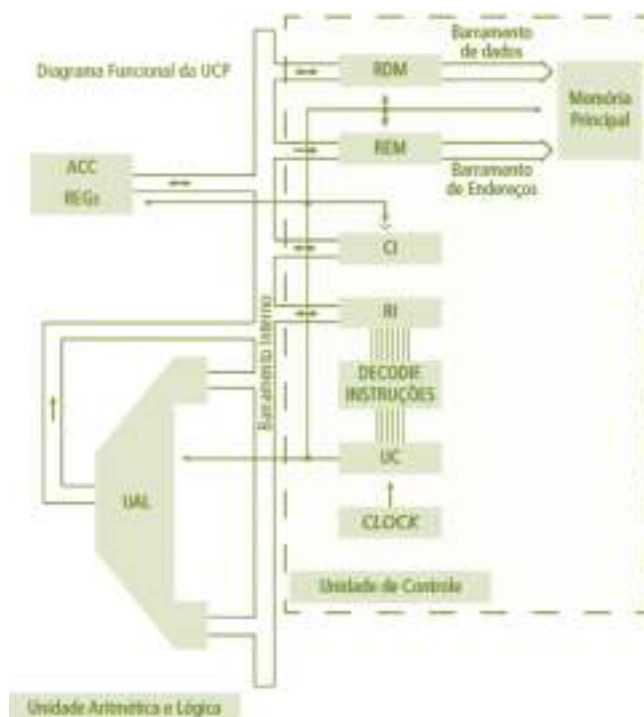 Diagrama Funcional da UCP
Barramento
de dados
RDM
Memória
Principal
REM
Barramento
de Endereços
ACC
REGs
CI
RI
Barramento Interno
DECODIF.
INSTRUÇÕES
UC
UAL
CLOCK
Unidade de Controle
Unidade Aritmética e Lógica